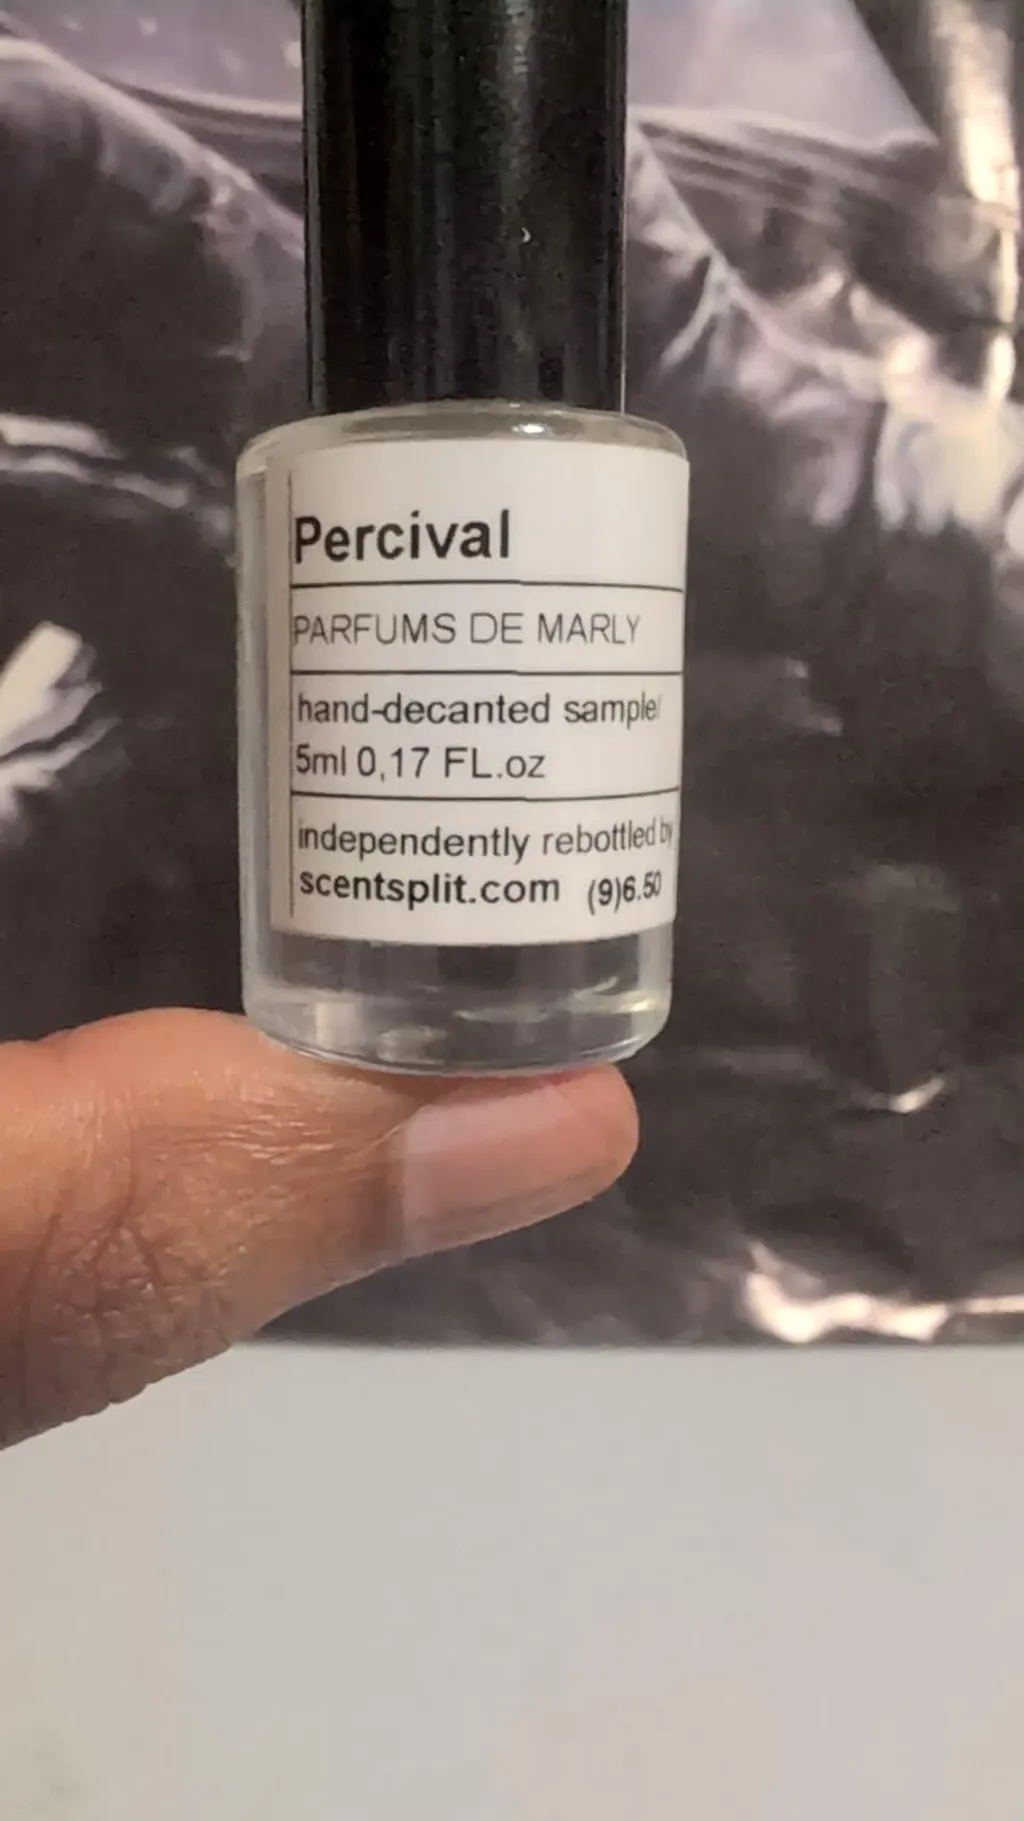 Percival
PARFUMS DE MARLY
hand-decanted sample/
5ml 0,17 FL.oz
independently rebottled by
scentsplit.com (9)6.50